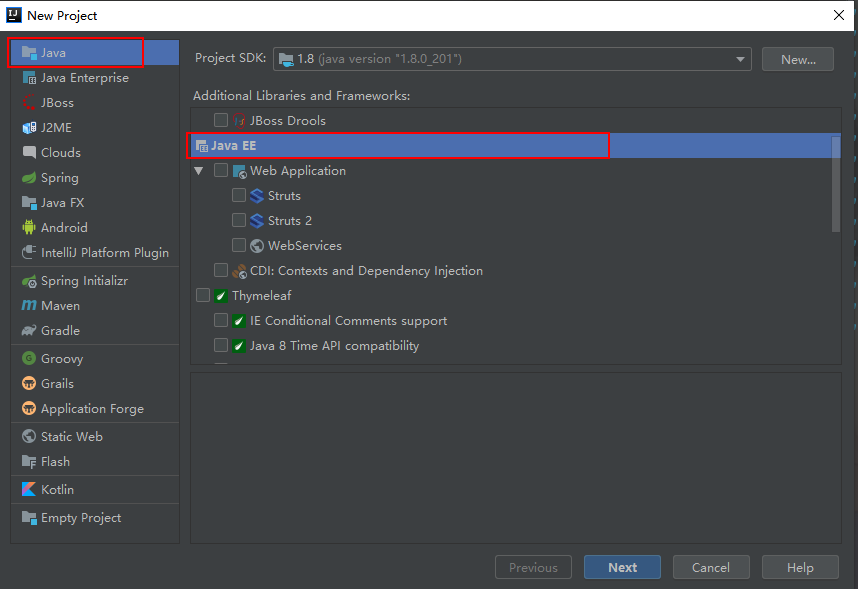 New Project
Java
Java Enterprise
JBoss
J2ME
Clouds
Spring
Java FX
Android
IntelliJ Platform Plugin
Spring Initializr
Maven
Gradle
Groovy
Grails
Application Forge
Static Web
Flash
Kotlin
Empty Project
Project SDK: 1.8 (java version "1.8.0_201") New...
Additional Libraries and Frameworks:
JBoss Drools
Java EE
Web Application
Struts
Struts 2
WebServices
CDI: Contexts and Dependency Injection
Thymeleaf
IE Conditional Comments support
Java 8 Time API compatibility
Previous Next Cancel Help